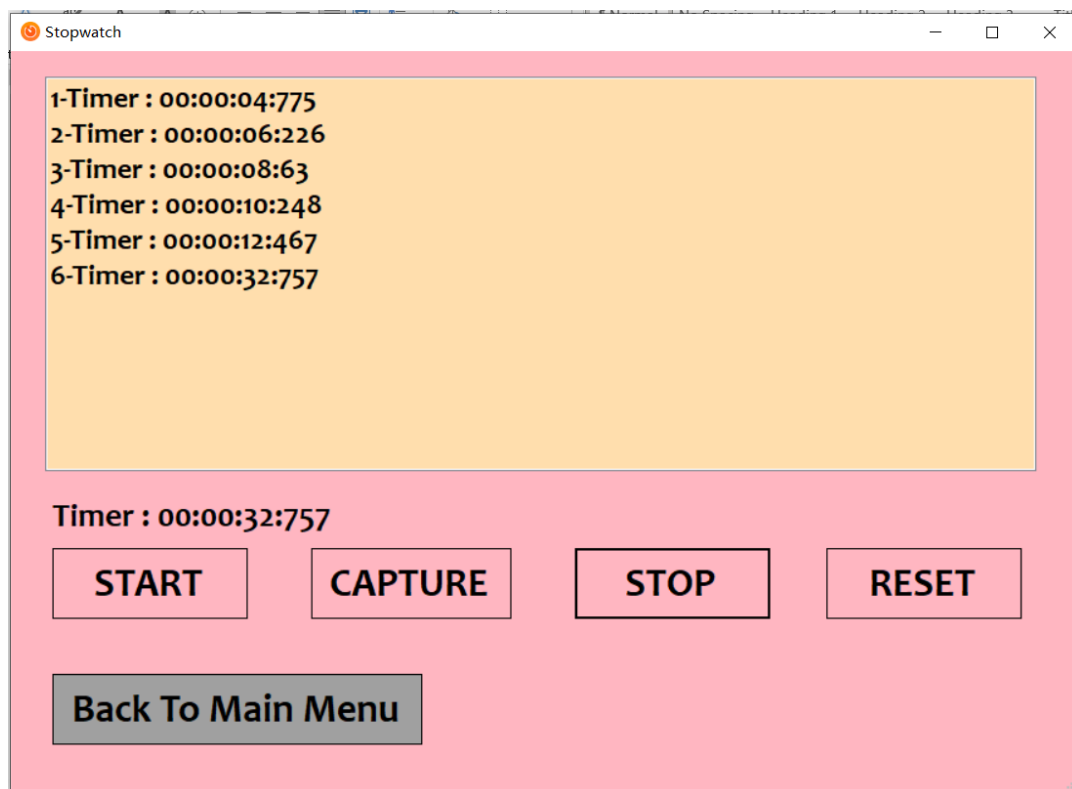 Stopwatch
1-Timer : 00:00:04:775
2-Timer : 00:00:06:226
3-Timer : 00:00:08:63
4-Timer : 00:00:10:248
5-Timer : 00:00:12:467
6-Timer : 00:00:32:757
Timer : 00:00:32:757
START CAPTURE STOP RESET
Back To Main Menu